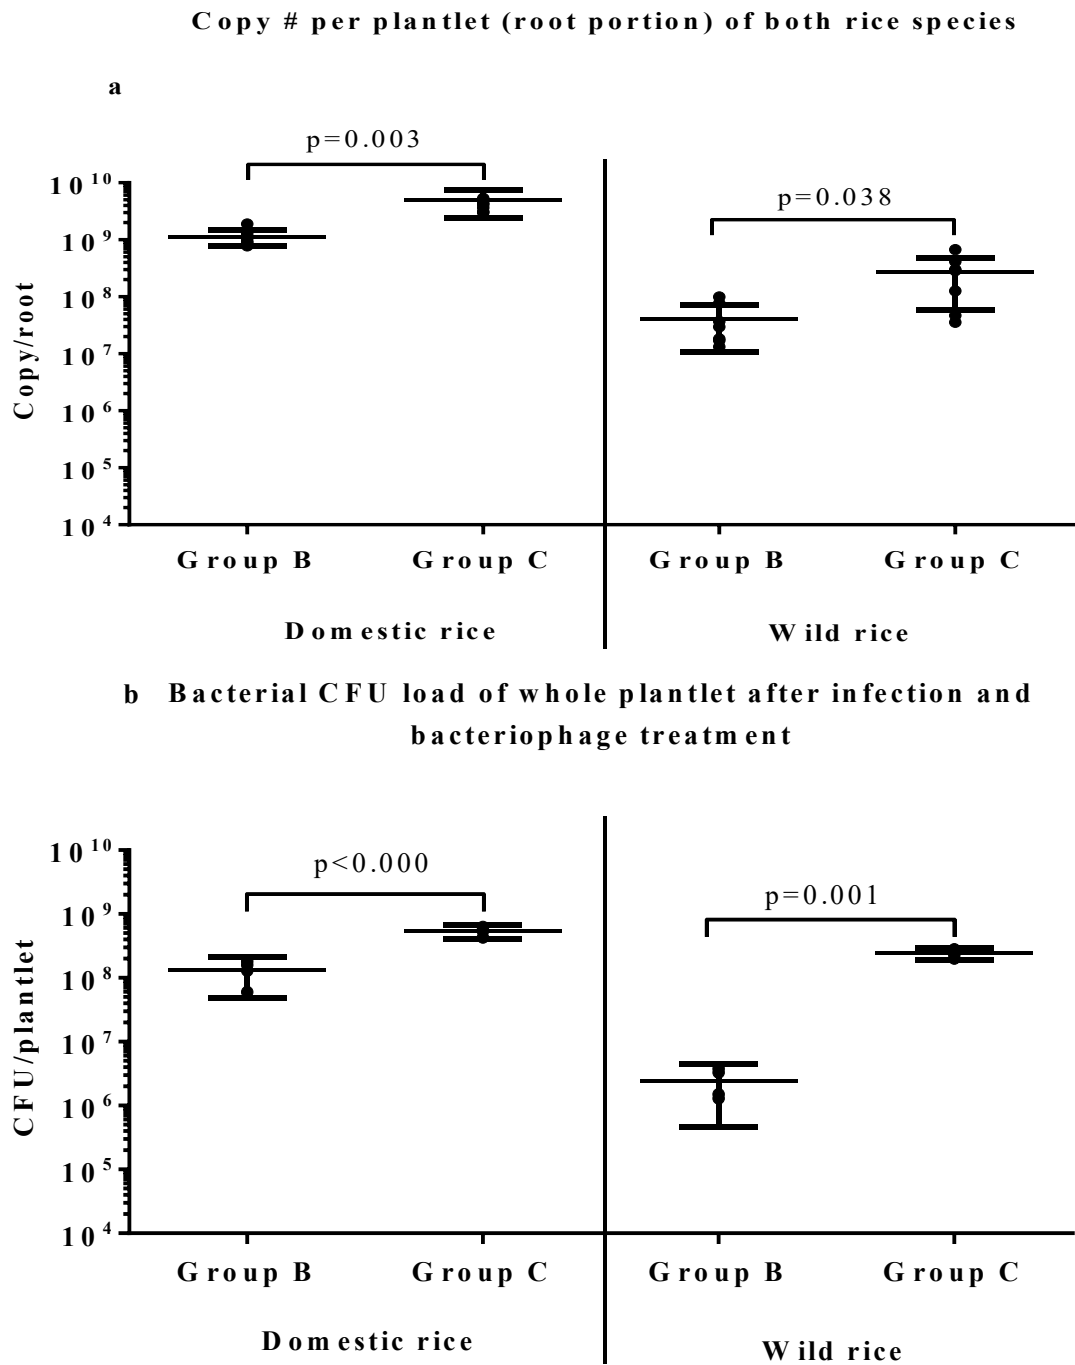 Copy # per plantlet (root portion) of both rice species
a
p=0.003
p=0.038
Copy/root
10^10
10^9
10^8
10^7
10^6
10^5
10^4
Group B Group C Group B Group C
Domestic rice Wild rice
b Bacterial CFU load of whole plantlet after infection and
bacteriophage treatment
p<0.000
p=0.001
CFU/plantlet
10^10
10^9
10^8
10^7
10^6
10^5
10^4
Group B Group C Group B Group C
Domestic rice Wild rice